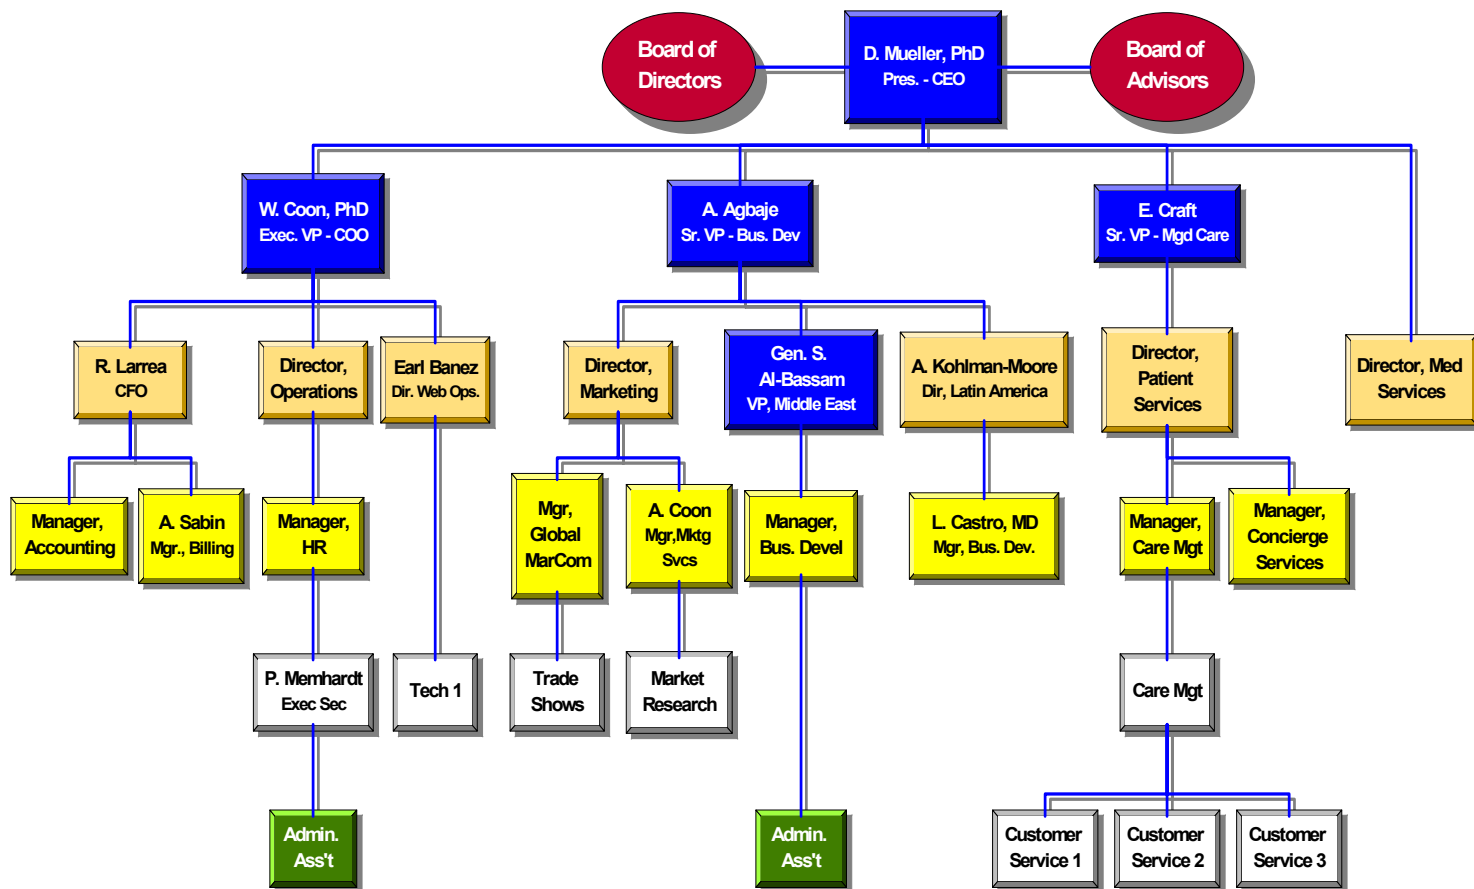 Board of
Directors
D. Mueller, PhD
Pres. - CEO
Board of
Advisors
W. Coon, PhD
Exec. VP - COO
A. Agbaje
Sr. VP - Bus. Dev
E. Craft
Sr. VP - Mgd Care
R. Larrea
CFO
Director,
Operations
Earl Banez
Dir. Web Ops.
Director,
Marketing
Gen. S.
Al-Bassam
VP, Middle East
A. Kohlman-Moore
Dir, Latin America
Director,
Patient
Services
Director, Med
Services
Manager,
Accounting
A. Sabin
Mgr., Billing
Manager,
HR
Mgr,
Global
MarCom
A. Coon
Mgr,Mktg
Svcs
Manager,
Bus. Devel
L. Castro, MD
Mgr, Bus. Dev.
Manager,
Care Mgt
Manager,
Concierge
Services
P. Memhardt
Exec Sec
Tech 1
Trade
Shows
Market
Research
Care Mgt
Admin.
Ass't
Admin.
Ass't
Customer
Service 1
Customer
Service 2
Customer
Service 3